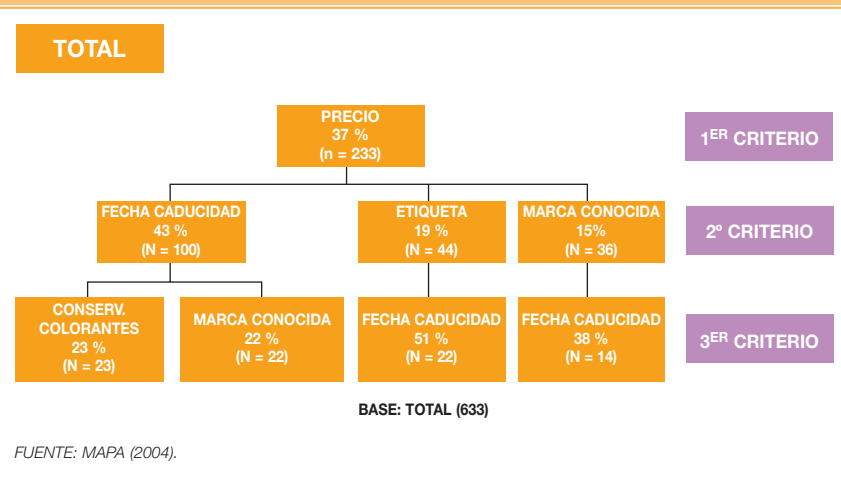 TOTAL
PRECIO
37 %
(n = 233)
1ER CRITERIO
FECHA CADUCIDAD
43 %
(N = 100)
ETIQUETA
19 %
(N = 44)
MARCA CONOCIDA
15%
(N = 36)
2º CRITERIO
CONSERV.
COLORANTES
23 %
(N = 23)
MARCA CONOCIDA
22 %
(N = 22)
FECHA CADUCIDAD
51 %
(N = 22)
FECHA CADUCIDAD
38 %
(N = 14)
3ER CRITERIO
BASE: TOTAL (633)
FUENTE: MAPA (2004).